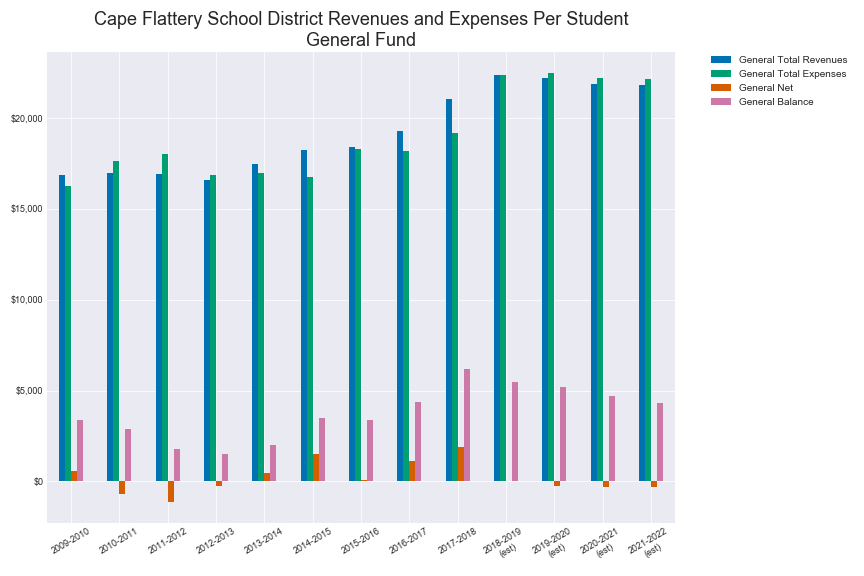 Cape Flattery School District Revenues and Expenses Per Student
General Fund
General Total Revenues
General Total Expenses
General Net
General Balance
$20,000
$15,000
$10,000
$5,000
$0
2009-2010
2010-2011
2011-2012
2012-2013
2013-2014
2014-2015
2015-2016
2016-2017
2017-2018
2018-2019
(est)
2019-2020
(est)
2020-2021
(est)
2021-2022
(est)